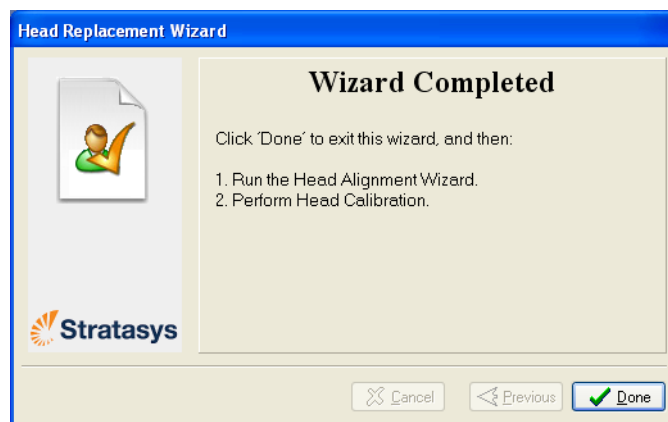 Head Replacement Wizard
Wizard Completed
Click 'Done' to exit this wizard, and then:
1. Run the Head Alignment Wizard.
2. Perform Head Calibration.
Stratasys
Cancel
Previous
Done